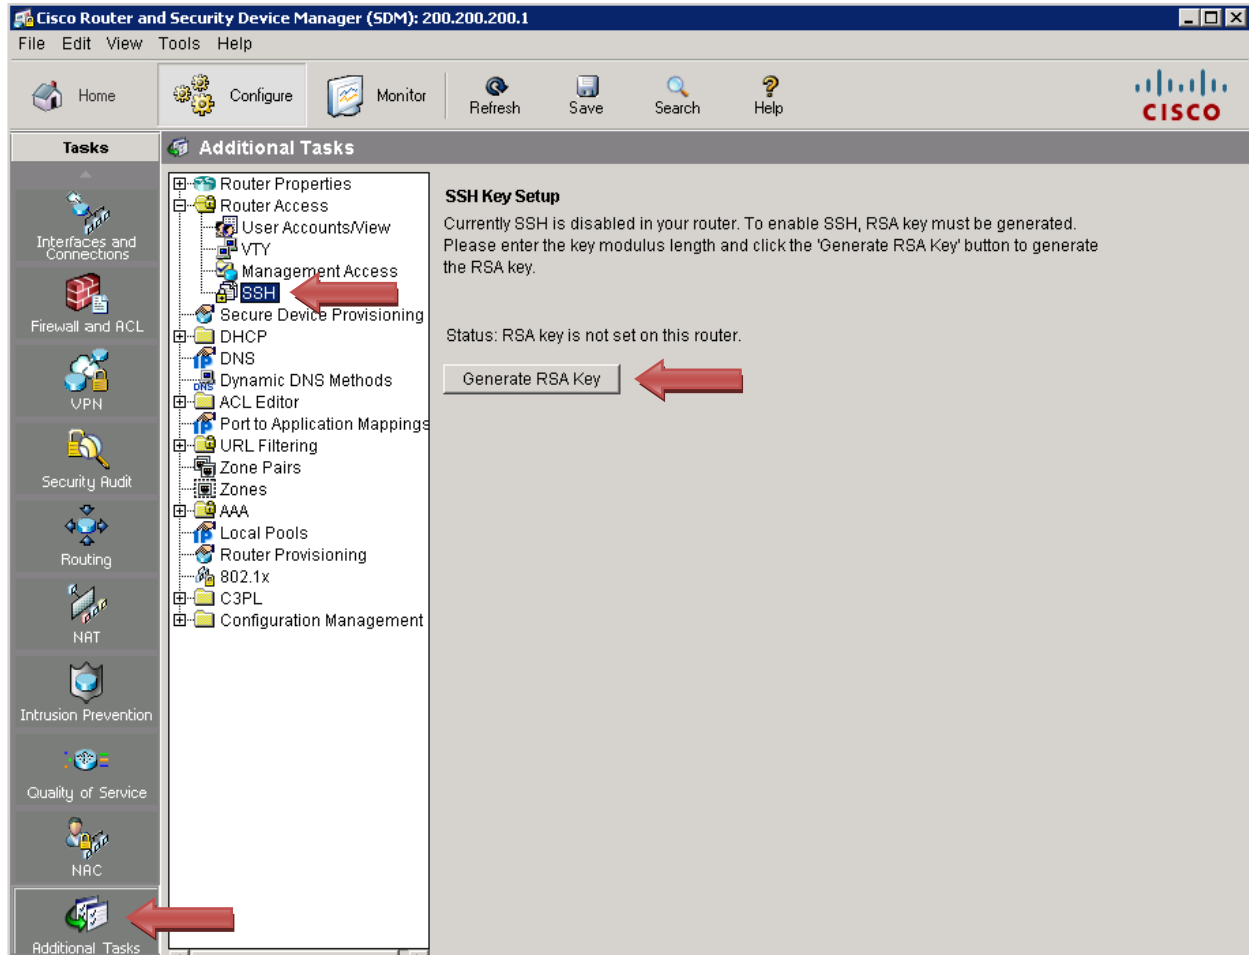 Cisco Router and Security Device Manager (SDM): 200.200.200.1
File Edit View Tools Help
Home Configure Monitor Refresh Save Search Help
CISCO
Tasks
Additional Tasks
Interfaces and
Connections
Firewall and ACL
VPN
Security Audit
Routing
NAT
Intrusion Prevention
Quality of Service
NAC
Additional Tasks
Router Properties
Router Access
User Accounts/View
VTY
Management Access
SSH
Secure Device Provisioning
DHCP
DNS
Dynamic DNS Methods
ACL Editor
Port to Application Mappings
URL Filtering
Zone Pairs
Zones
AAA
Local Pools
Router Provisioning
802.1x
C3PL
Configuration Management
SSH Key Setup
Currently SSH is disabled in your router. To enable SSH, RSA key must be generated.
Please enter the key modulus length and click the 'Generate RSA Key' button to generate
the RSA key.
Status: RSA key is not set on this router.
Generate RSA Key